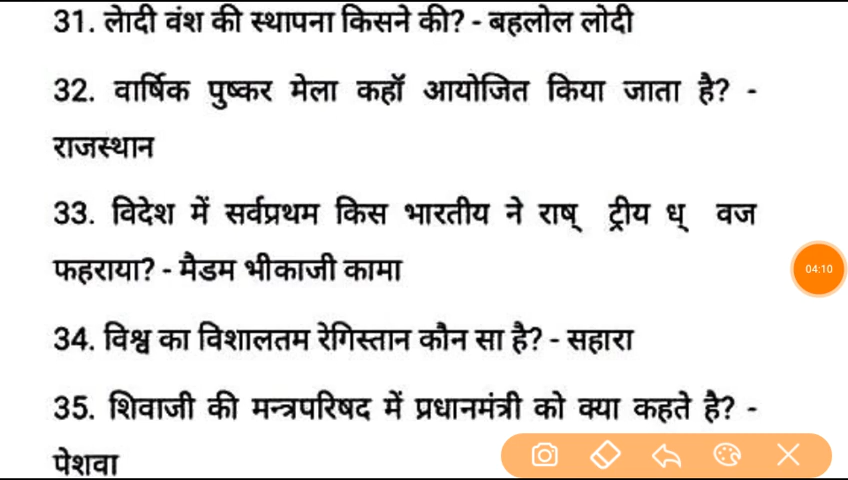 31. लेादी वंश की स्थापना किसने की? - बहलोल लोदी
32. वार्षिक पुष्कर मेला कहॉ आयोजित किया जाता है? -
राजस्थान
33. विदेश में सर्वप्रथम किस भारतीय ने राष् ट्रीय ध् वज
फहराया? - मैडम भीकाजी कामा
34. विश्व का विशालतम रेगिस्तान कौन सा है? - सहारा
35. शिवाजी की मन्त्रपरिषद में प्रधानमंत्री को क्या कहते है? -
पेशवा
04:10